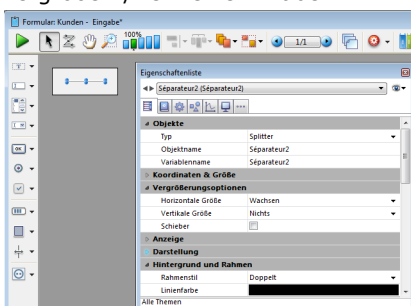 Formular: Kunden - Eingabe*
100%
1/1
Eigenschaftenliste
Séparateur2 (Séparateur2)
Objekte
Typ Splitter
Objektname Séparateur2
Variablenname Séparateur2
Koordinaten & Größe
Vergrößerungsoptionen
Horizontale Größe Wachsen
Vertikale Größe Nichts
Schieber
Anzeige
Darstellung
Hintergrund und Rahmen
Rahmenstil Doppelt
Linienfarbe
Alle Themen